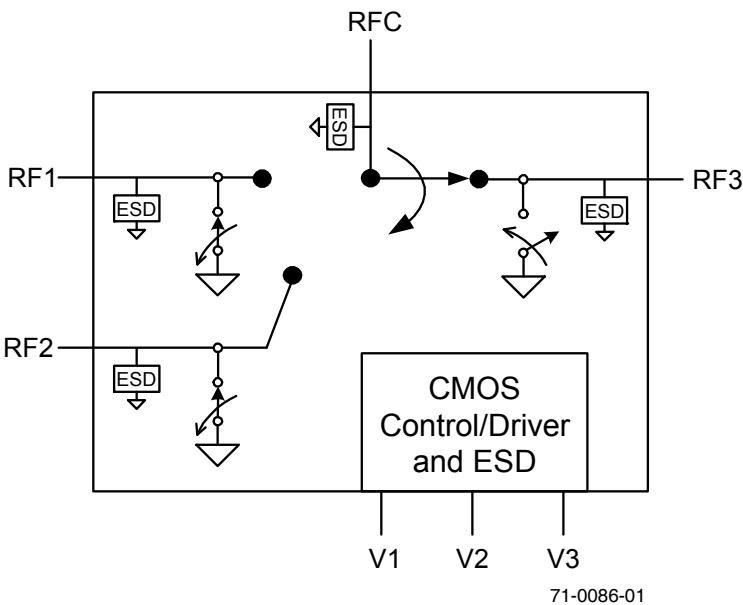 RFC
ESD
RF1
RF3
ESD
ESD
RF2
ESD
CMOS
Control/Driver
and ESD
V1 V2 V3
71-0086-01